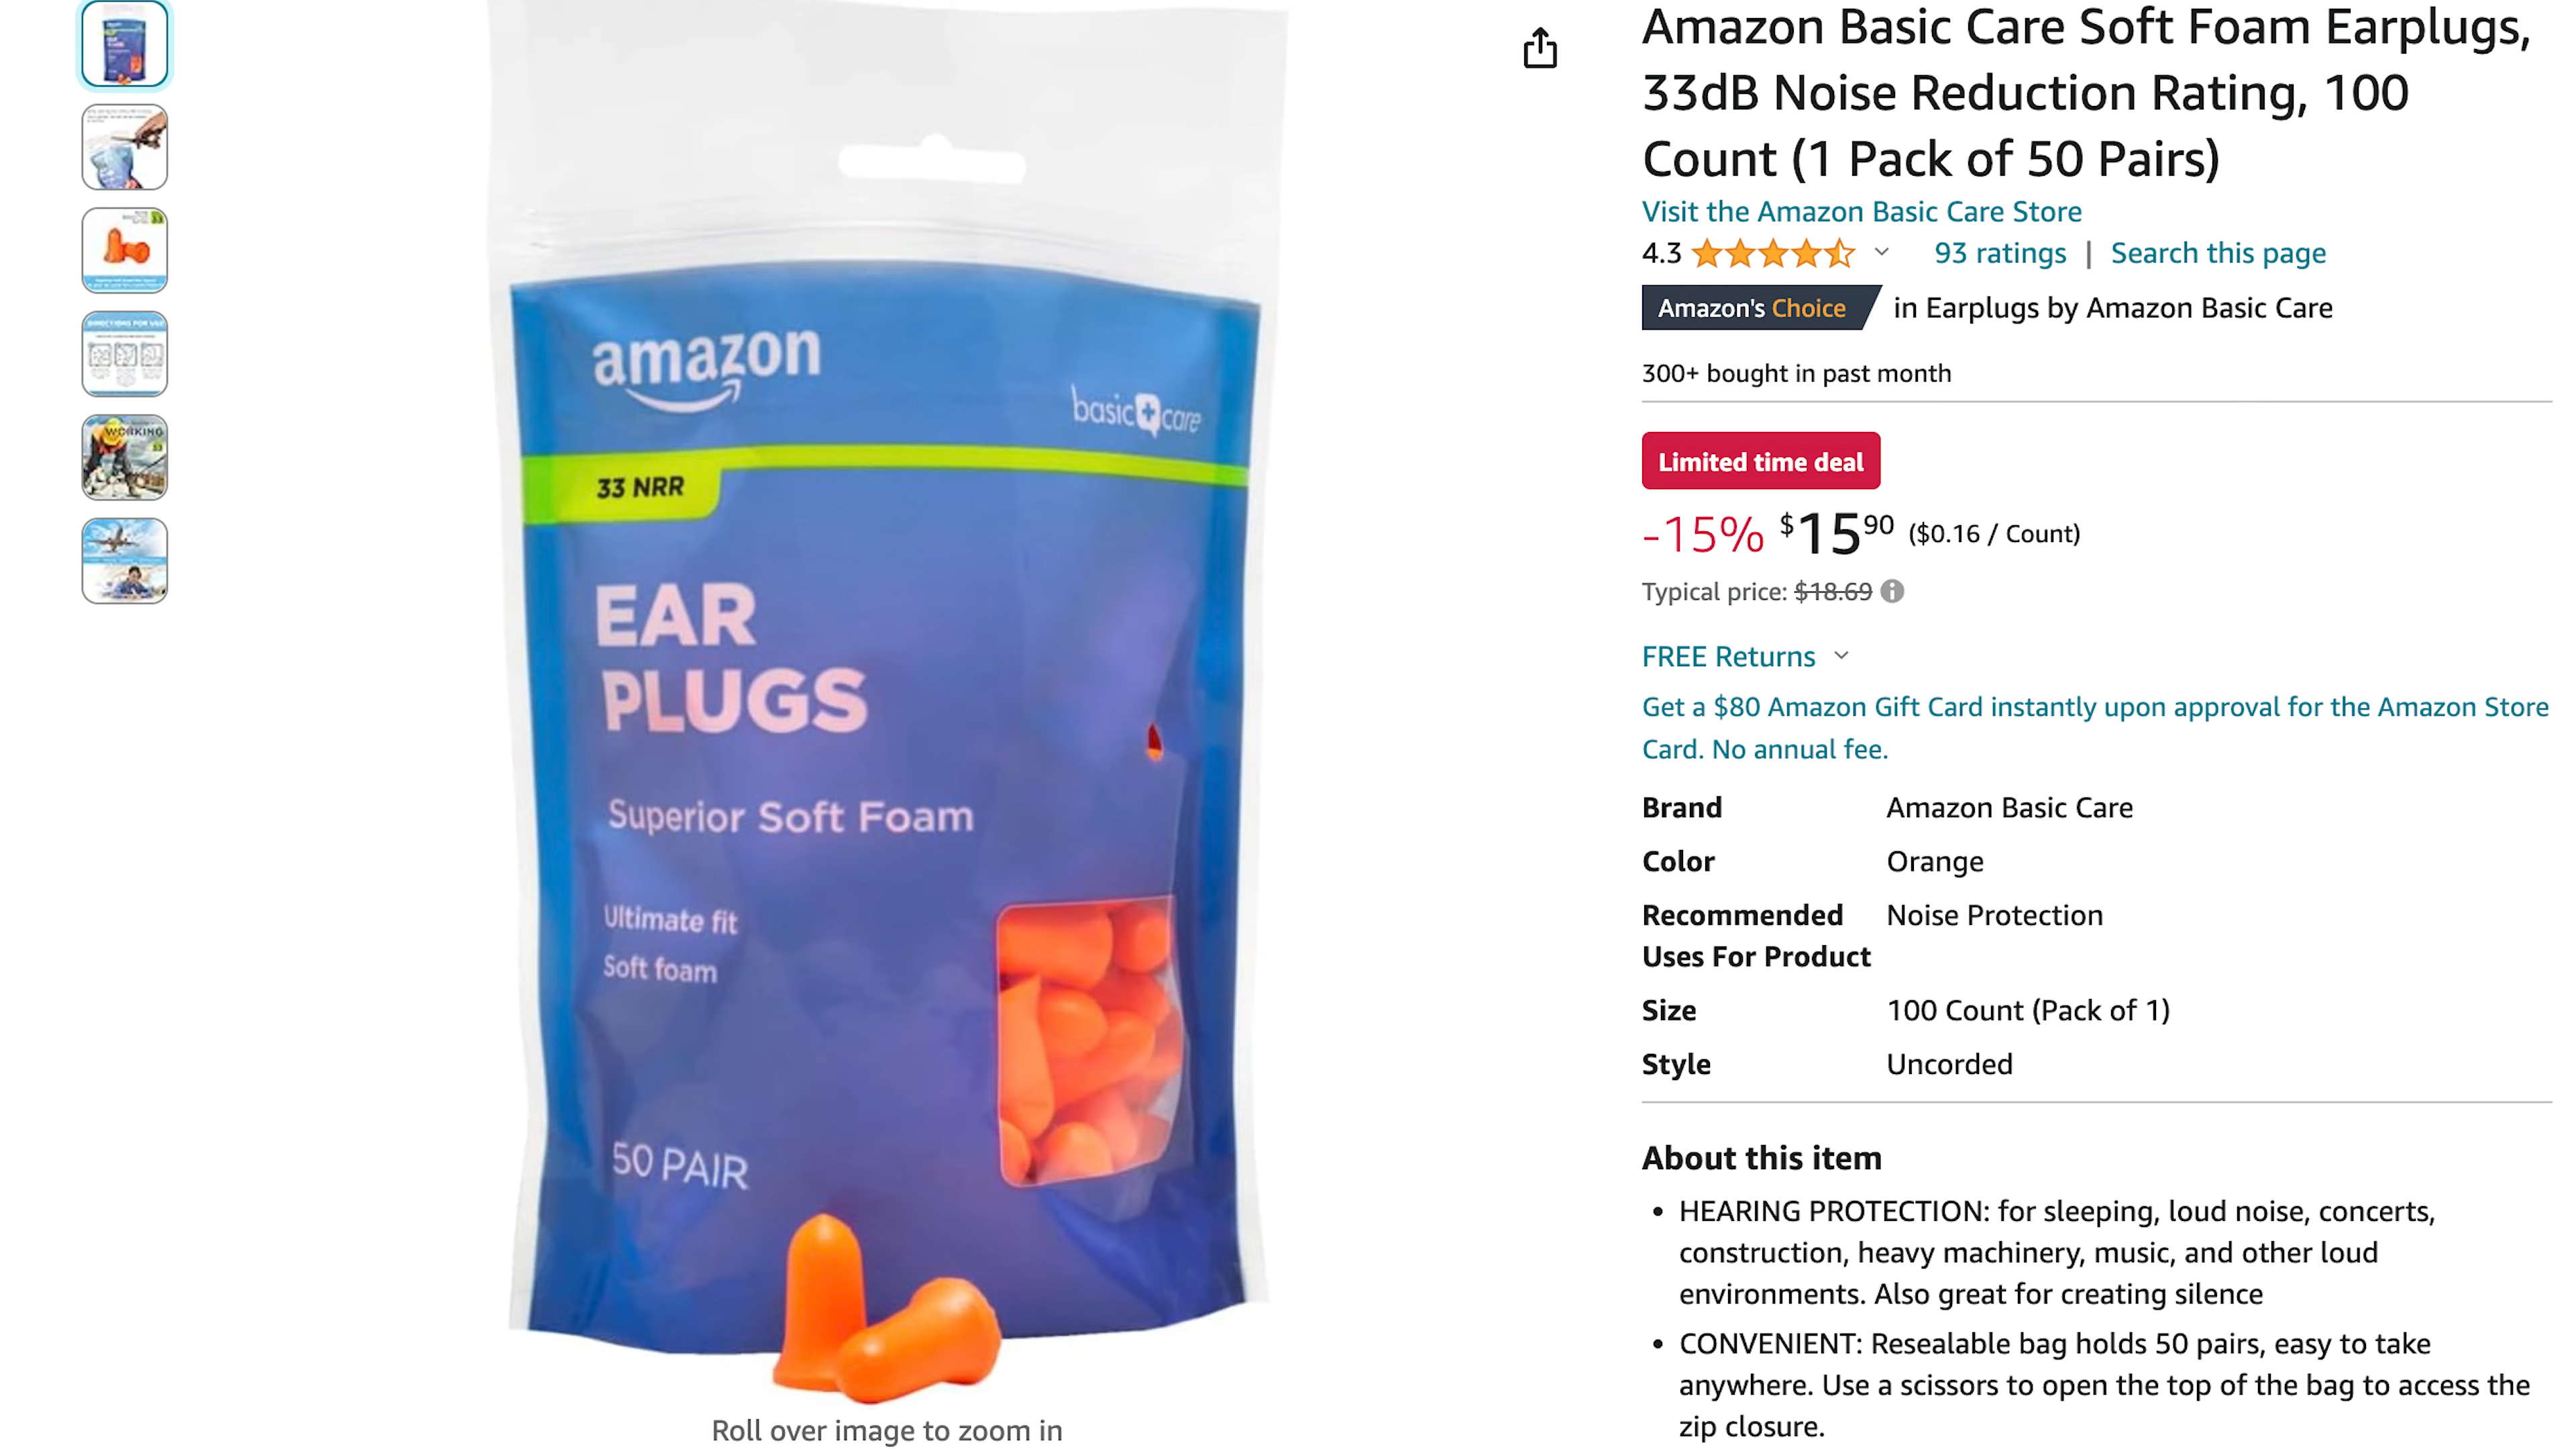 amazon
basic care
33 NRR
EAR
PLUGS
Superior Soft Foam
Ultimate fit
Soft foam
50 PAIR
Roll over image to zoom in
DIRECTIONS FOR USE
WORKING
33
Amazon Basic Care Soft Foam Earplugs,
33dB Noise Reduction Rating, 100
Count (1 Pack of 50 Pairs)
Visit the Amazon Basic Care Store
4.3
93 ratings | Search this page
Amazon's Choice in Earplugs by Amazon Basic Care
300+ bought in past month
Limited time deal
-15% $15 90 ($0.16 / Count)
Typical price: $18.69
FREE Returns
Get a $80 Amazon Gift Card instantly upon approval for the Amazon Store
Card. No annual fee.
Brand Amazon Basic Care
Color Orange
Recommended Noise Protection
Uses For Product
Size 100 Count (Pack of 1)
Style Uncorded
About this item
• HEARING PROTECTION: for sleeping, loud noise, concerts,
construction, heavy machinery, music, and other loud
environments. Also great for creating silence
• CONVENIENT: Resealable bag holds 50 pairs, easy to take
anywhere. Use a scissors to open the top of the bag to access the
zip closure.